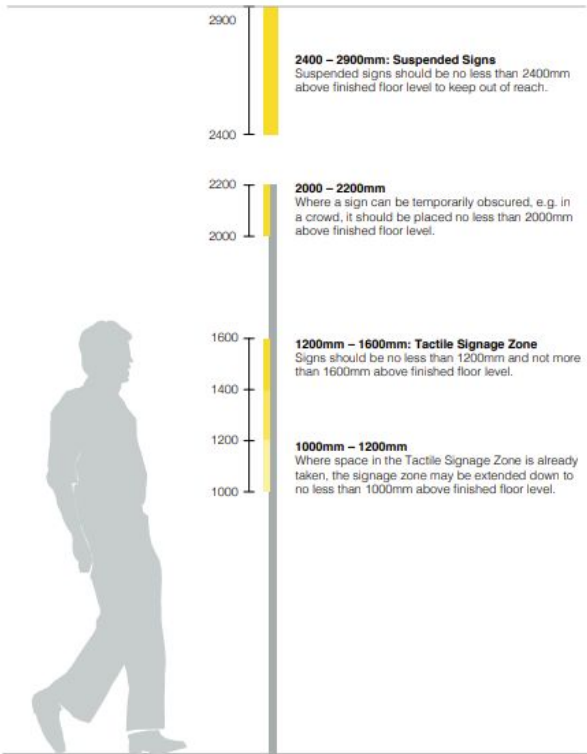 2900
2400 – 2900mm: Suspended Signs
Suspended signs should be no less than 2400mm
above finished floor level to keep out of reach.
2400
2200
2000 – 2200mm
Where a sign can be temporarily obscured, e.g. in
a crowd, it should be placed no less than 2000mm
above finished floor level.
2000
1600
1200mm – 1600mm: Tactile Signage Zone
Signs should be no less than 1200mm and not more
than 1600mm above finished floor level.
1400
1200
1000mm – 1200mm
Where space in the Tactile Signage Zone is already
taken, the signage zone may be extended down to
no less than 1000mm above finished floor level.
1000